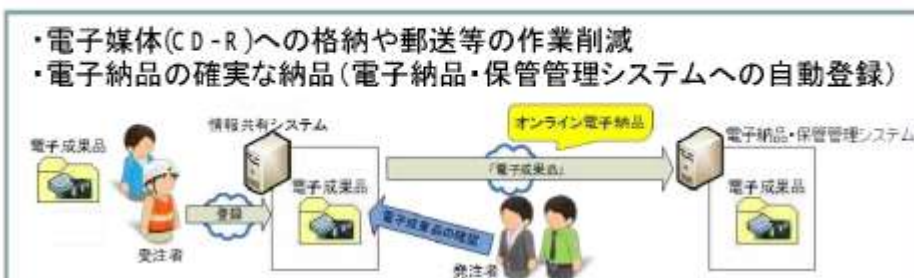 ・電子媒体(CD-R)への格納や郵送等の作業削減
・電子納品の確実な納品(電子納品・保管管理システムへの自動登録)
情報共有システム
オンライン電子納品
電子納品・保管管理システム
電子成果品
「電子成果品」
電子成果品
電子成果品
登録
電子成果品の確認
受注者
発注者